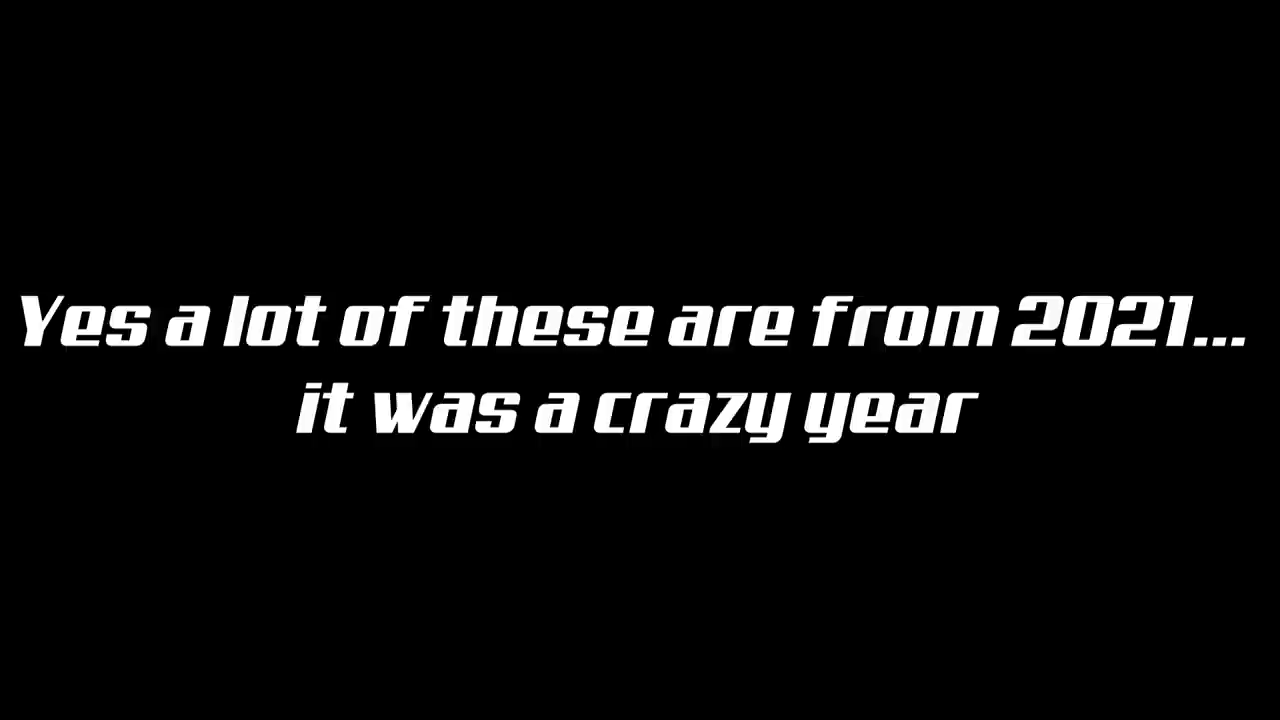 Yes a lot of these are from 2021...
it was a crazy year